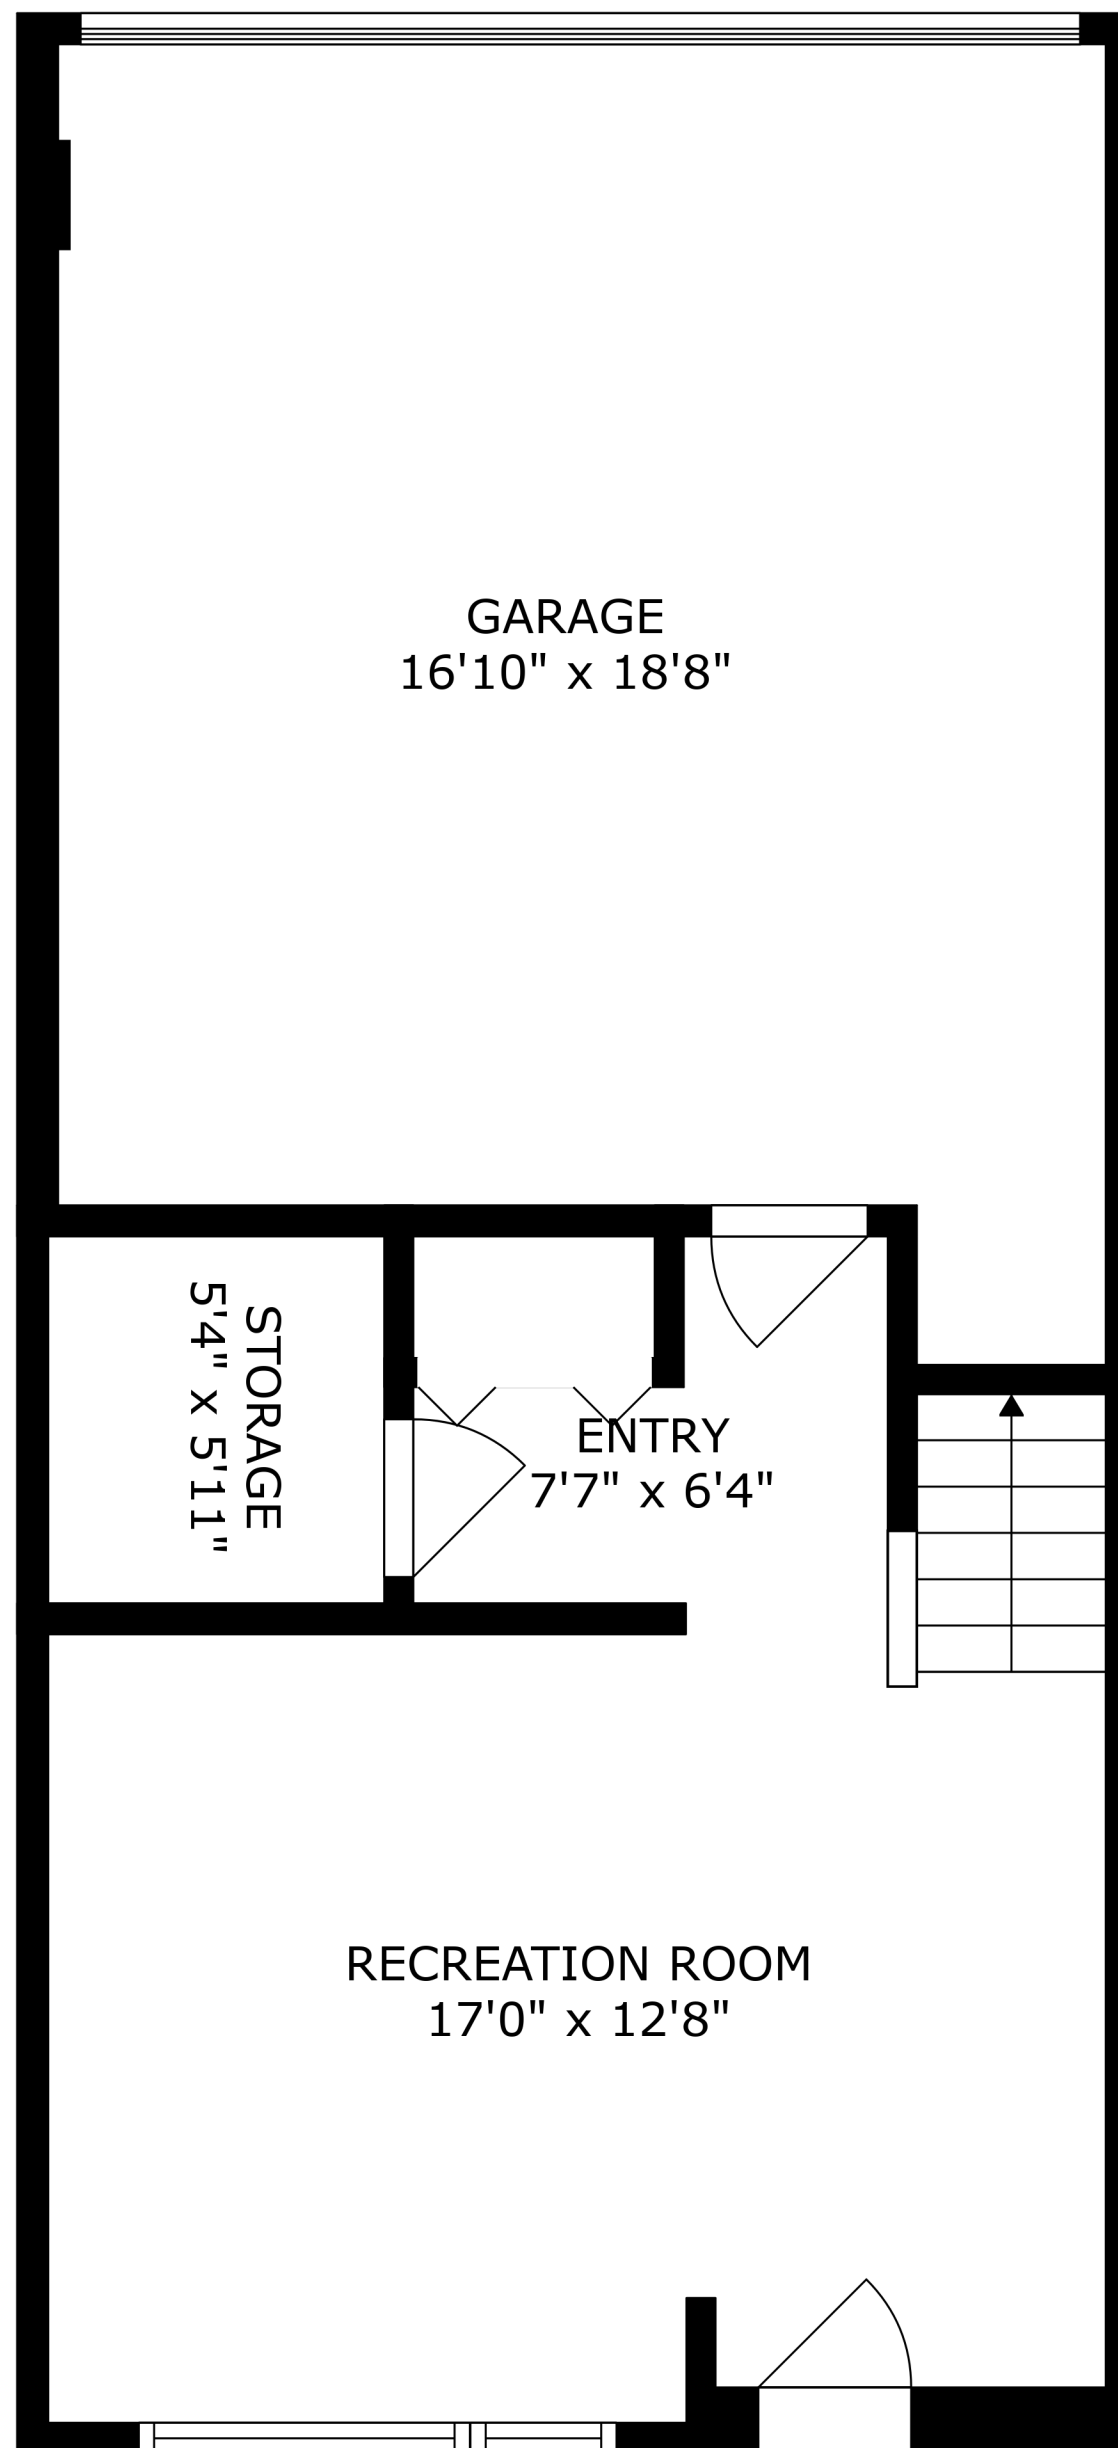 GARAGE
16'10" x 18'8"
STORAGE
5'4" x 5'11"
ENTRY
7'7" x 6'4"
RECREATION ROOM
17'0" x 12'8"